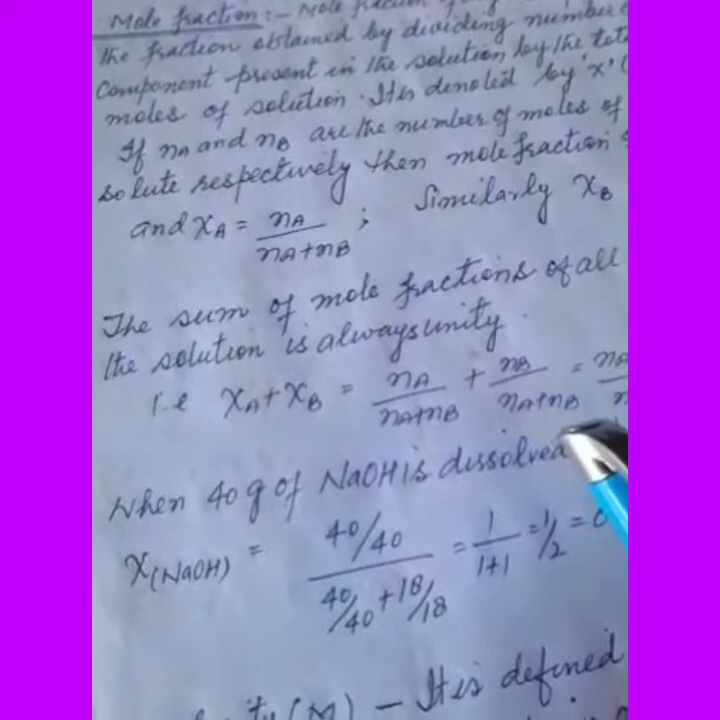 Mole fraction :- Mole fraction
the fraction obtained by dividing number
Component present in the solution by the tot
moles of solution. It is denoted by 'x'
If nA and nB are the number of moles of
solute respectively then mole fraction
and xA = nA/nA+nB ; Similarly xB
The sum of mole fractions of all
the solution is always unity.
i.e xA+xB = nA/nA+nB + nB/nA+nB =
When 40 g of NaOH is dissolved
x(NaOH) = 40/40 / 40/40 + 18/18 = 1/1+1 = 1/2 = 0
(M) - It is defined